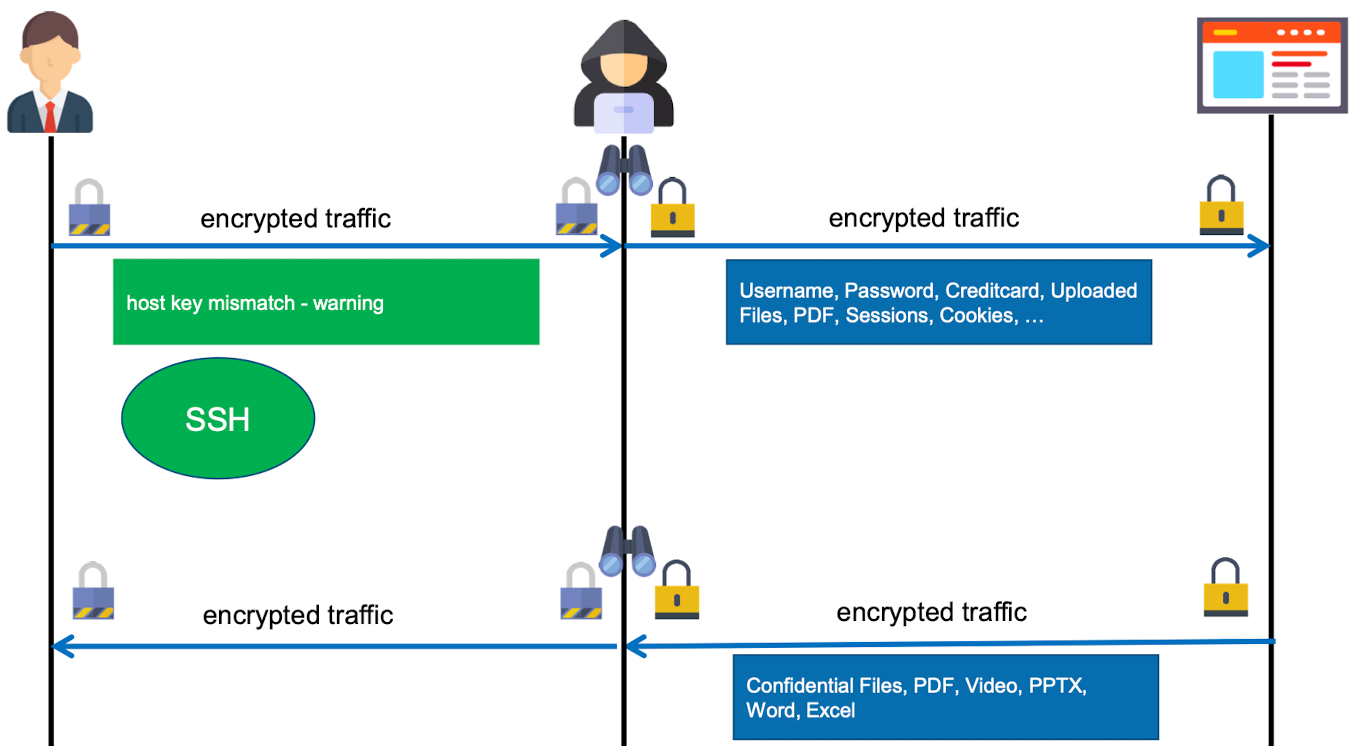 encrypted traffic
encrypted traffic
host key mismatch - warning
Username, Password, Creditcard, Uploaded
Files, PDF, Sessions, Cookies, …
SSH
encrypted traffic
encrypted traffic
Confidential Files, PDF, Video, PPTX,
Word, Excel